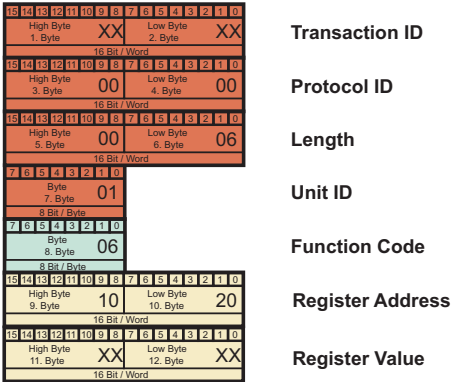 15 14 13 12 11 10 9 8 7 6 5 4 3 2 1 0
High Byte Low Byte
1. Byte XX 2. Byte XX Transaction ID
16 Bit / Word
15 14 13 12 11 10 9 8 7 6 5 4 3 2 1 0
High Byte Low Byte
3. Byte 00 4. Byte 00 Protocol ID
16 Bit / Word
15 14 13 12 11 10 9 8 7 6 5 4 3 2 1 0
High Byte Low Byte
5. Byte 00 6. Byte 06 Length
16 Bit / Word
7 6 5 4 3 2 1 0
Byte
7. Byte 01 Unit ID
8 Bit / Byte
7 6 5 4 3 2 1 0
Byte
8. Byte 06 Function Code
8 Bit / Byte
15 14 13 12 11 10 9 8 7 6 5 4 3 2 1 0
High Byte Low Byte
9. Byte 10 10. Byte 20 Register Address
16 Bit / Word
15 14 13 12 11 10 9 8 7 6 5 4 3 2 1 0
High Byte Low Byte
11. Byte XX 12. Byte XX Register Value
16 Bit / Word